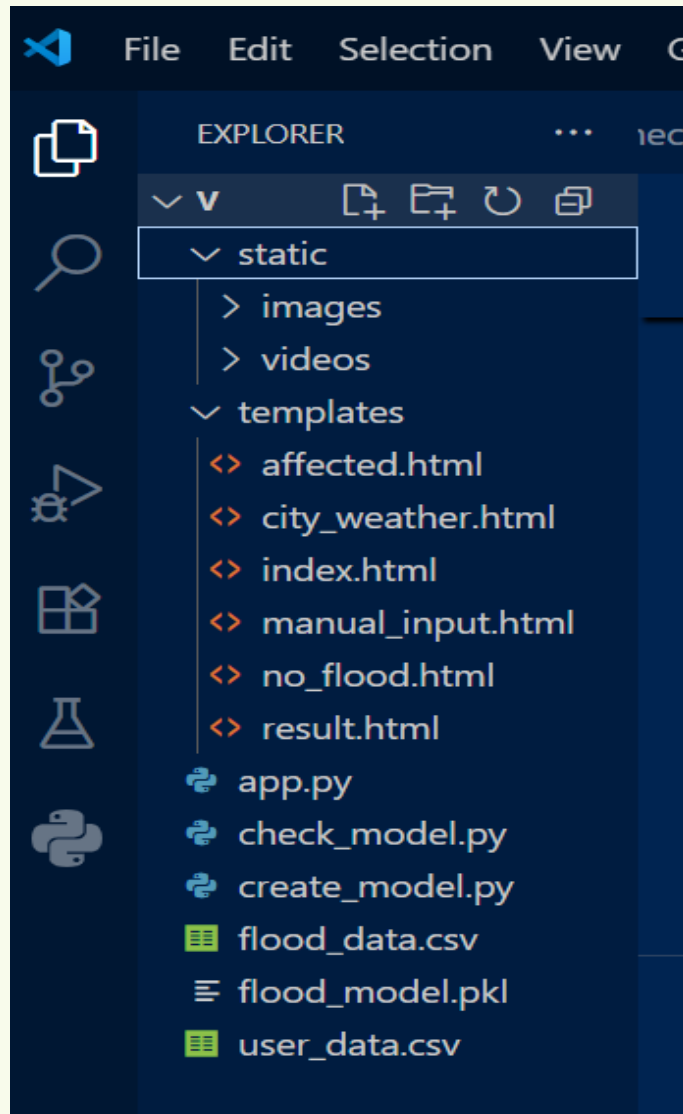 File Edit Selection View
EXPLORER ···
V
static
images
videos
templates
affected.html
city_weather.html
index.html
manual_input.html
no_flood.html
result.html
app.py
check_model.py
create_model.py
flood_data.csv
flood_model.pkl
user_data.csv